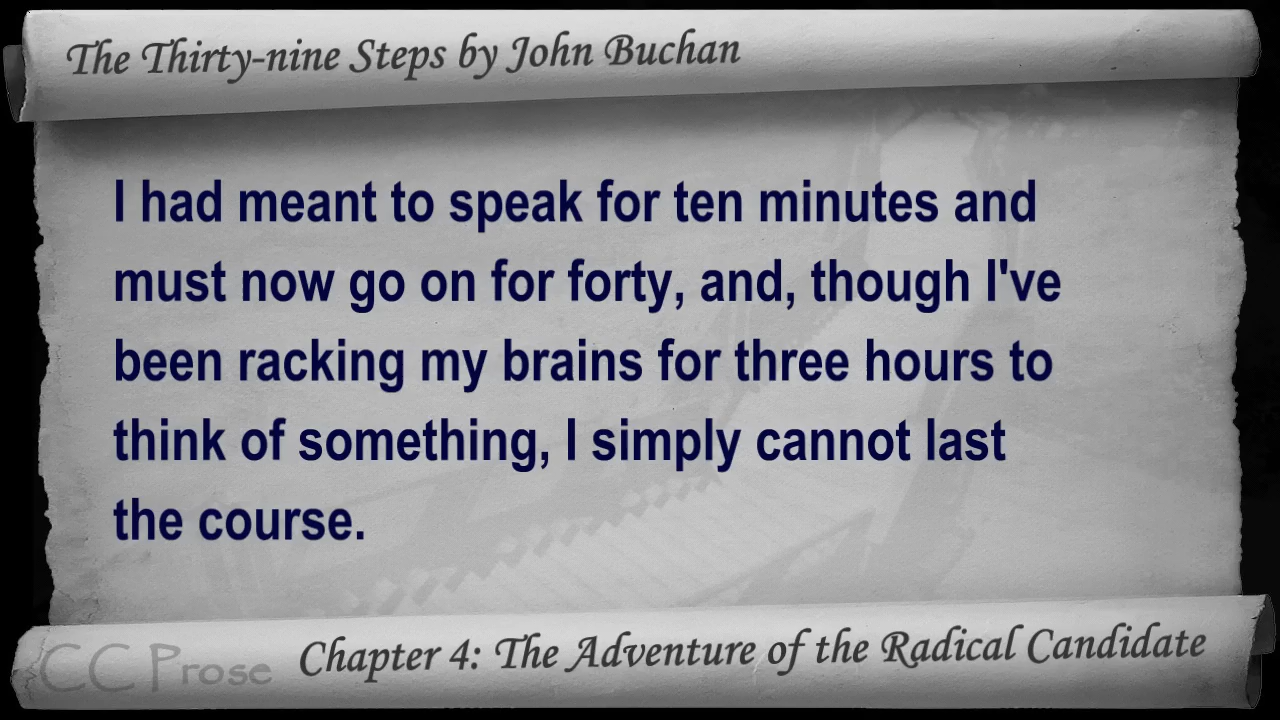 The Thirty-nine Steps by John Buchan
I had meant to speak for ten minutes and
must now go on for forty, and, though I've
been racking my brains for three hours to
think of something, I simply cannot last
the course.
CC Prose
Chapter 4: The Adventure of the Radical Candidate